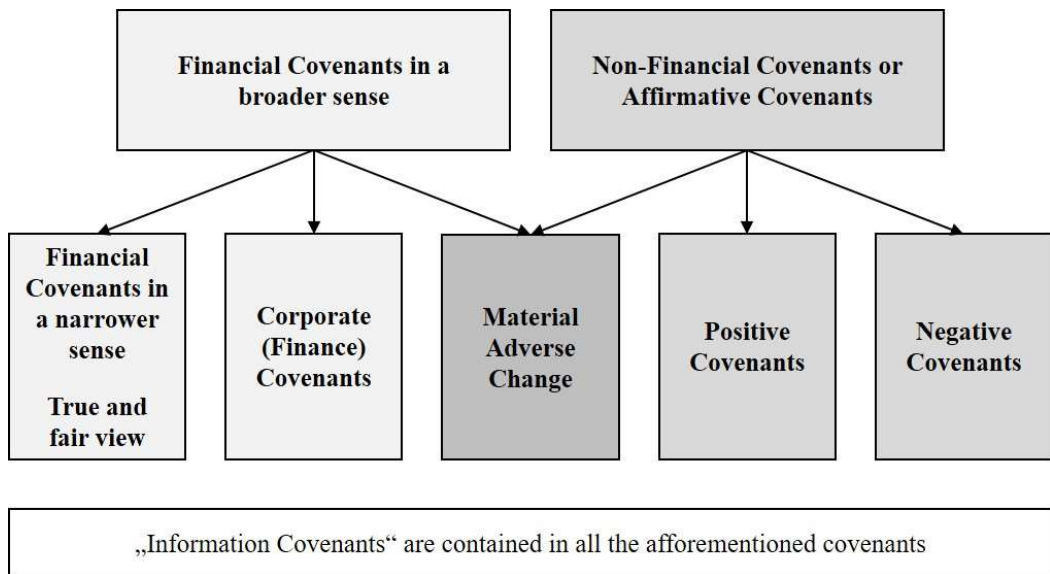 Financial Covenants in a
broader sense
Non-Financial Covenants or
Affirmative Covenants
Financial
Covenants in
a narrower
sense
True and
fair view
Corporate
(Finance)
Covenants
Material
Adverse
Change
Positive
Covenants
Negative
Covenants
„Information Covenants“ are contained in all the afforementioned covenants